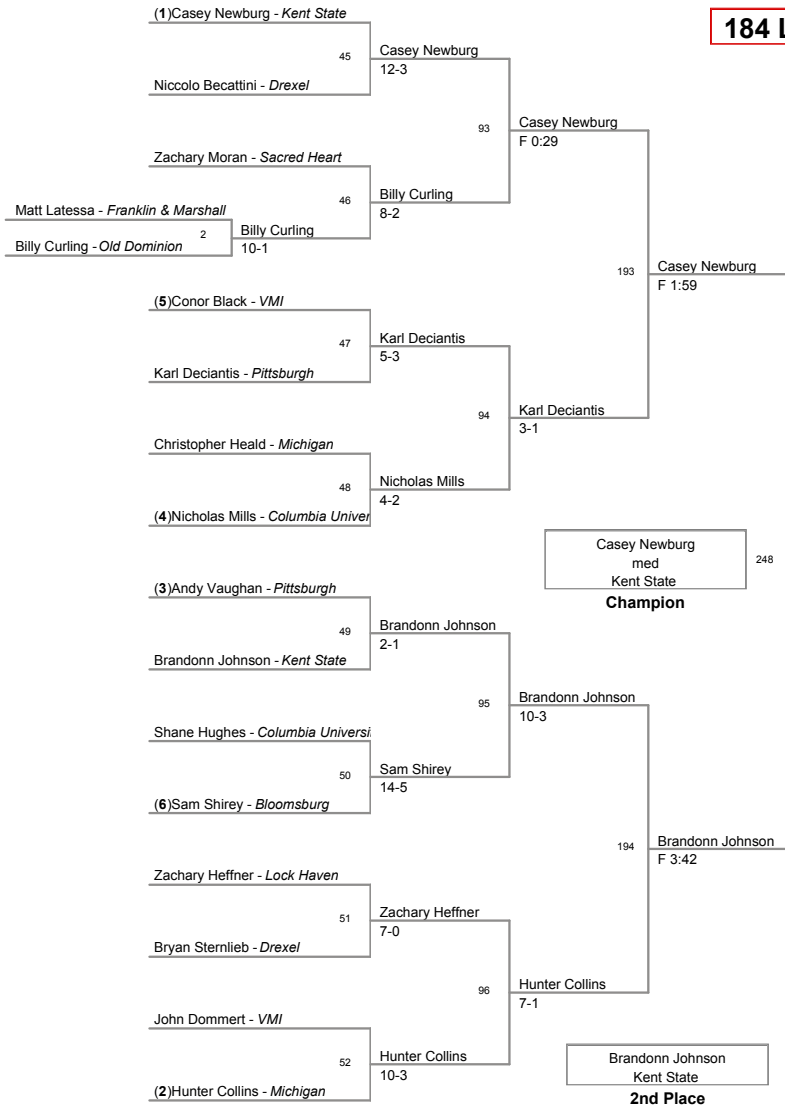 (1)Casey Newburg - Kent State
184 L
45
Casey Newburg
12-3
Niccolo Becattini - Drexel
93
Casey Newburg
F 0:29
Zachary Moran - Sacred Heart
46
Billy Curling
8-2
Matt Latessa - Franklin & Marshall
2
Billy Curling
10-1
Billy Curling - Old Dominion
193
Casey Newburg
F 1:59
(5)Conor Black - VMI
47
Karl Deciantis
5-3
Karl Deciantis - Pittsburgh
94
Karl Deciantis
3-1
Christopher Heald - Michigan
48
Nicholas Mills
4-2
(4)Nicholas Mills - Columbia Univer
Casey Newburg
med
Kent State
248
Champion
(3)Andy Vaughan - Pittsburgh
49
Brandonn Johnson
2-1
Brandonn Johnson - Kent State
95
Brandonn Johnson
10-3
Shane Hughes - Columbia Universi
50
Sam Shirey
14-5
(6)Sam Shirey - Bloomsburg
194
Brandonn Johnson
F 3:42
Zachary Heffner - Lock Haven
51
Zachary Heffner
7-0
Bryan Sternlieb - Drexel
96
Hunter Collins
7-1
John Dommert - VMI
52
Hunter Collins
10-3
(2)Hunter Collins - Michigan
Brandonn Johnson
Kent State
2nd Place